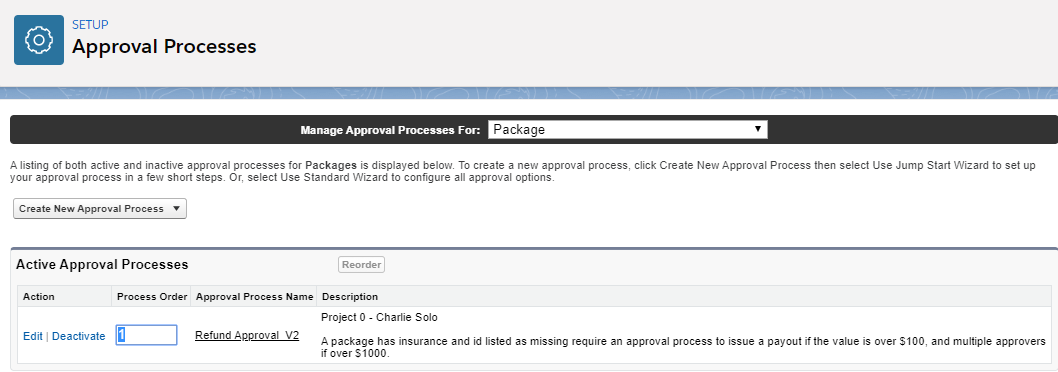 SETUP
Approval Processes
Manage Approval Processes For: Package
A listing of both active and inactive approval processes for Packages is displayed below. To create a new approval process, click Create New Approval Process then select Use Jump Start Wizard to set up
your approval process in a few short steps. Or, select Use Standard Wizard to configure all approval options.
Create New Approval Process
Active Approval Processes Reorder
Action Process Order Approval Process Name Description
Project 0 - Charlie Solo
Edit | Deactivate 1 Refund Approval V2
A package has insurance and id listed as missing require an approval process to issue a payout if the value is over $100, and multiple approvers
if over $1000.